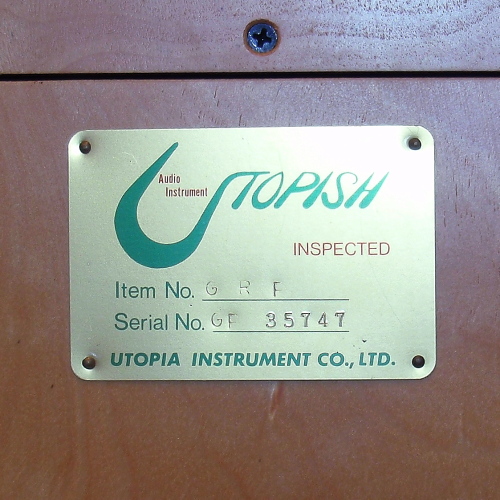 Audio
Instrument
UTOPISH
INSPECTED
Item No. G R F
Serial No. GF 35747
UTOPIA INSTRUMENT CO., LTD.